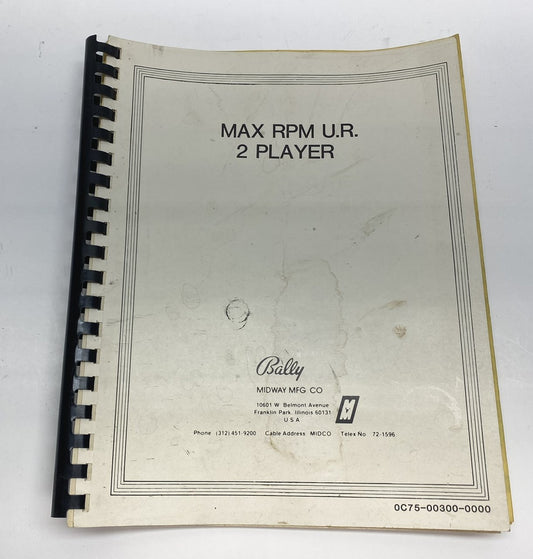 MAX RPM U.R.
2 PLAYER
Bally
MIDWAY MFG CO
10601 W Belmont Avenue
Franklin Park, Illinois 60131
U S A
Phone (312) 451-9200 Cable Address MIDCO Telex No 72-1596
0C75-00300-0000